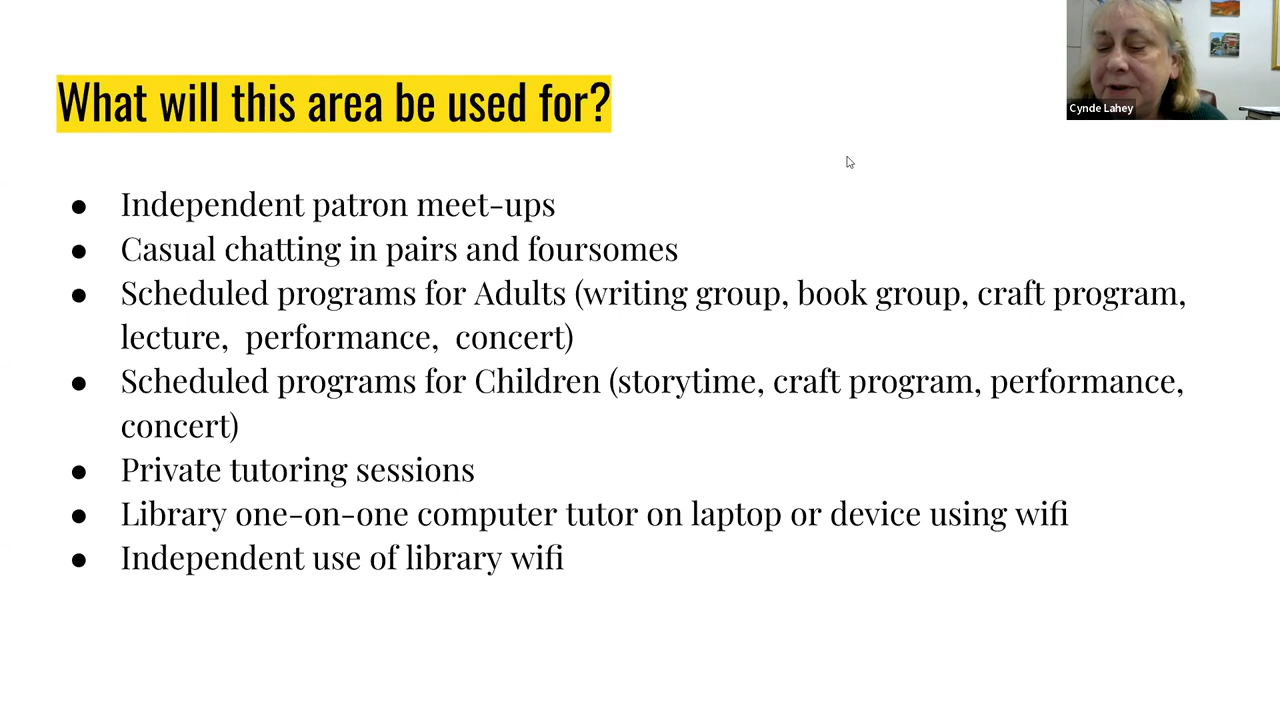 What will this area be used for?
Cynde Lahey
● Independent patron meet-ups
● Casual chatting in pairs and foursomes
● Scheduled programs for Adults (writing group, book group, craft program,
lecture,  performance,  concert)
● Scheduled programs for Children (storytime, craft program, performance,
concert)
● Private tutoring sessions
● Library one-on-one computer tutor on laptop or device using wifi
● Independent use of library wifi